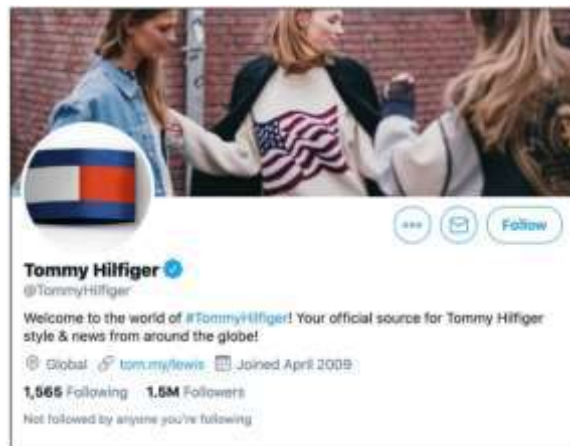 Follow
Tommy Hilfiger
@TommyHilfiger
Welcome to the world of #TommyHilfiger! Your official source for Tommy Hilfiger
style & news from around the globe!
Global tom.my/lewis Joined April 2009
1,565 Following 1.5M Followers
Not followed by anyone you're following